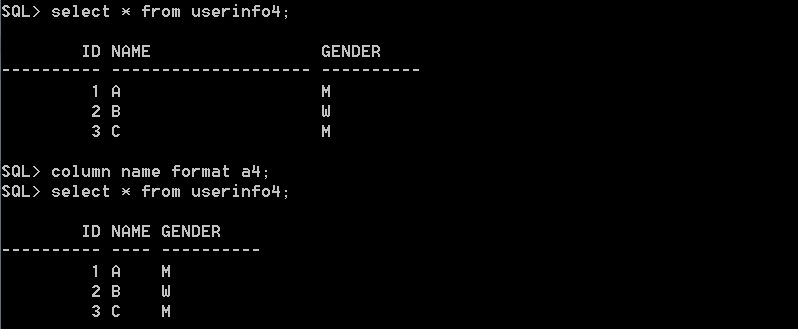 SQL> select * from userinfo4;
        ID NAME                 GENDER
---------- -------------------- ----------
         1 A                    M
         2 B                    W
         3 C                    M
SQL> column name format a4;
SQL> select * from userinfo4;
        ID NAME GENDER
---------- ---- ----------
         1 A    M
         2 B    W
         3 C    M